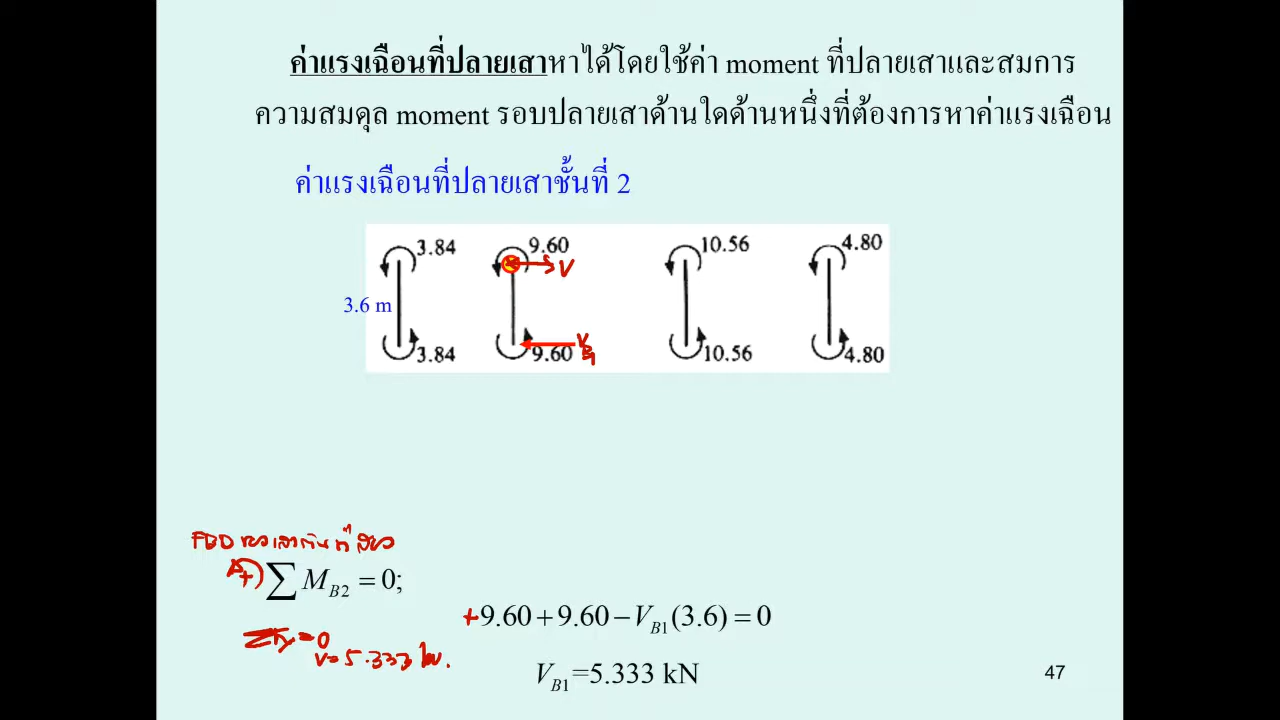 ค่าแรงเฉือนที่ปลายเสาหาได้โดยใช้ค่า moment ที่ปลายเสาและสมการ
ความสมดุล moment รอบปลายเสาด้านใดด้านหนึ่งที่ต้องการหาค่าแรงเฉือน
ค่าแรงเฉือนที่ปลายเสาชั้นที่ 2
3.84 9.60 10.56 4.80
V
3.6 m
V
3.84 9.60 10.56 4.80
FBD ของเสา
+) ∑ M_B2 = 0;
+9.60 + 9.60 − V_B1 (3.6) = 0
= 0
V = 5.333 kN.
V_B1 =5.333 kN
47